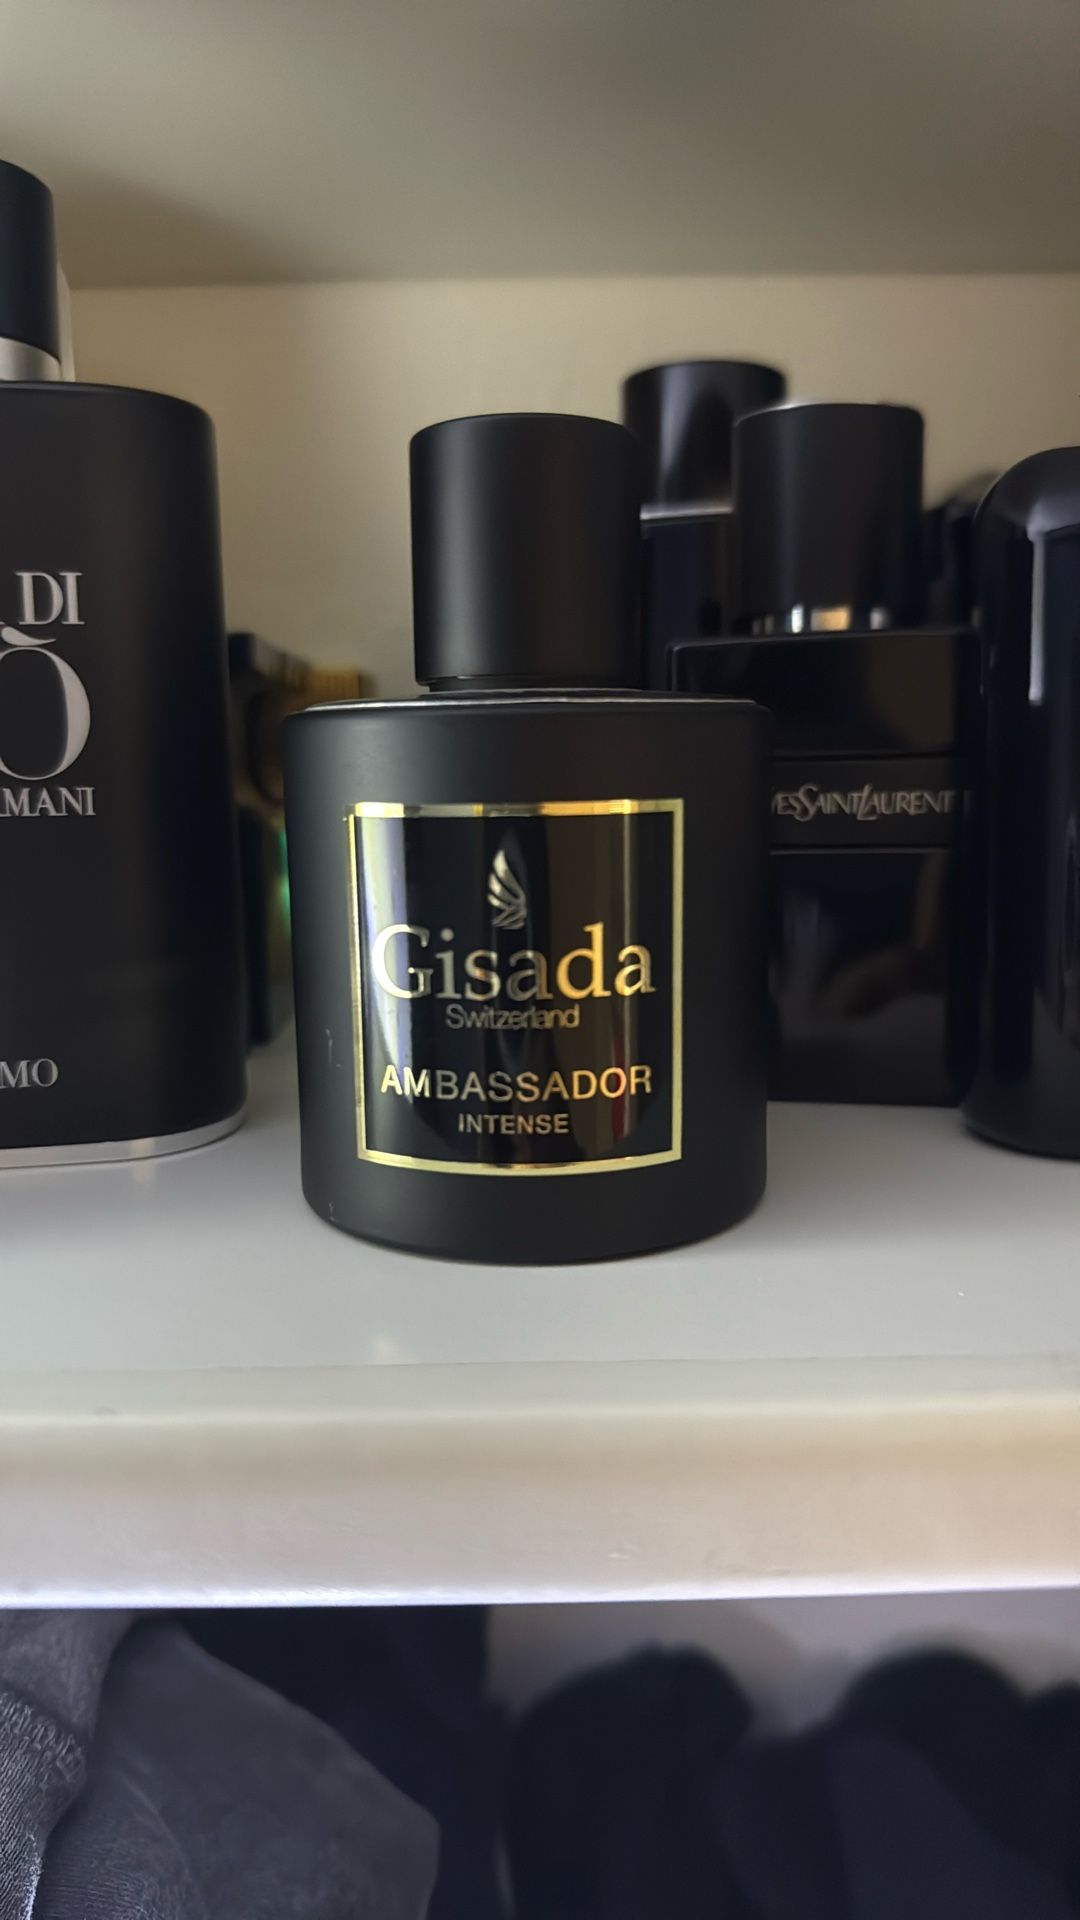 DI
Ò
MANI
MO
Gisada
Switzerland
AMBASSADOR
INTENSE
YVESSAINTLAURENT